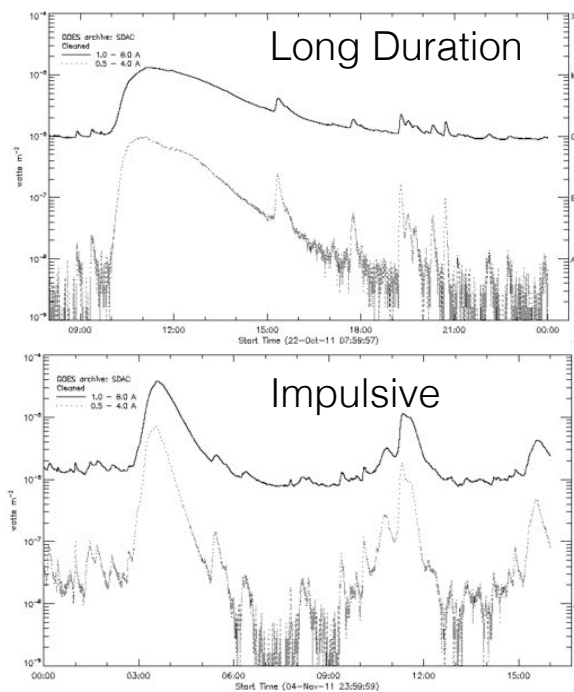 Long Duration
GOES archive: SDAC
Cleaned
1.0 – 8.0 A
0.5 – 4.0 A
10⁻⁴
10⁻⁵
10⁻⁶
10⁻⁷
10⁻⁸
10⁻⁹
watts m⁻²
X
M
C
B
A
09:00 12:00 15:00 18:00 21:00 00:00
Start Time (22-Oct-11 07:59:57)
Impulsive
GOES archive: SDAC
Cleaned
1.0 – 8.0 A
0.5 – 4.0 A
10⁻⁴
10⁻⁵
10⁻⁶
10⁻⁷
10⁻⁸
10⁻⁹
watts m⁻²
00:00 03:00 06:00 09:00 12:00 15:00
Start Time (04-Nov-11 23:59:59)